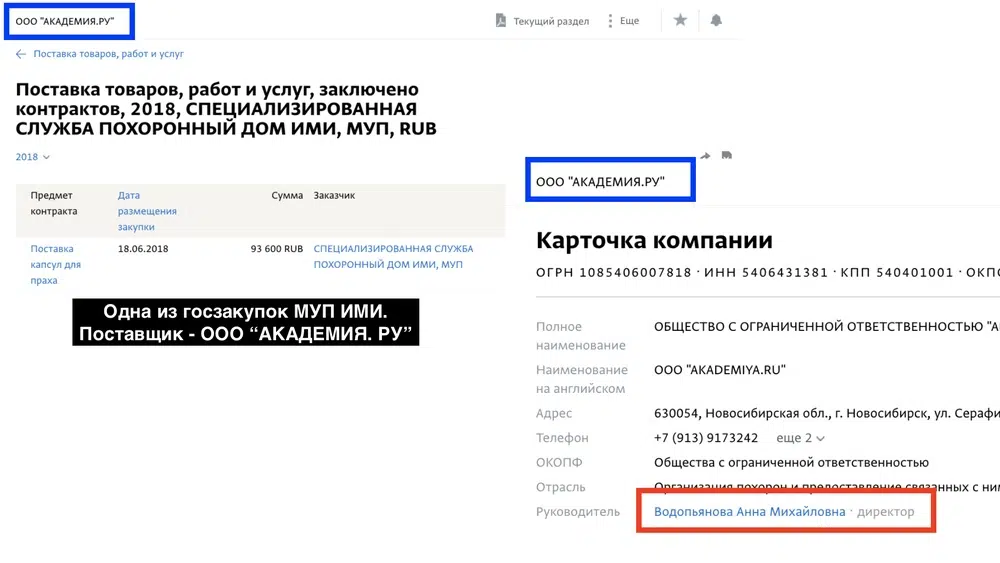 ООО "АКАДЕМИЯ.РУ"
Текущий раздел
Еще
Поставка товаров, работ и услуг
Поставка товаров, работ и услуг, заключено
контрактов, 2018, СПЕЦИАЛИЗИРОВАННАЯ
СЛУЖБА ПОХОРОННЫЙ ДОМ ИМИ, МУП, RUB
2018
Предмет контракта
Дата размещения закупки
Сумма
Заказчик
Поставка капсул для праха
18.06.2018
93 600 RUB
СПЕЦИАЛИЗИРОВАННАЯ СЛУЖБА
ПОХОРОННЫЙ ДОМ ИМИ, МУП
Одна из госзакупок МУП ИМИ.
Поставщик - ООО “АКАДЕМИЯ. РУ”
ООО "АКАДЕМИЯ.РУ"
Карточка компании
ОГРН 1085406007818 · ИНН 5406431381 · КПП 540401001 · ОКПО
Полное наименование
ОБЩЕСТВО С ОГРАНИЧЕННОЙ ОТВЕТСТВЕННОСТЬЮ "А
Наименование на английском
ООО "AKADEMIYA.RU"
Адрес
630054, Новосибирская обл., г. Новосибирск, ул. Серафи
Телефон
+7 (913) 9173242 еще 2
ОКОПФ
Общества с ограниченной ответственностью
Отрасль
Организация похорон и предоставление связанных с ним
Руководитель
Водопьянова Анна Михайловна · директор